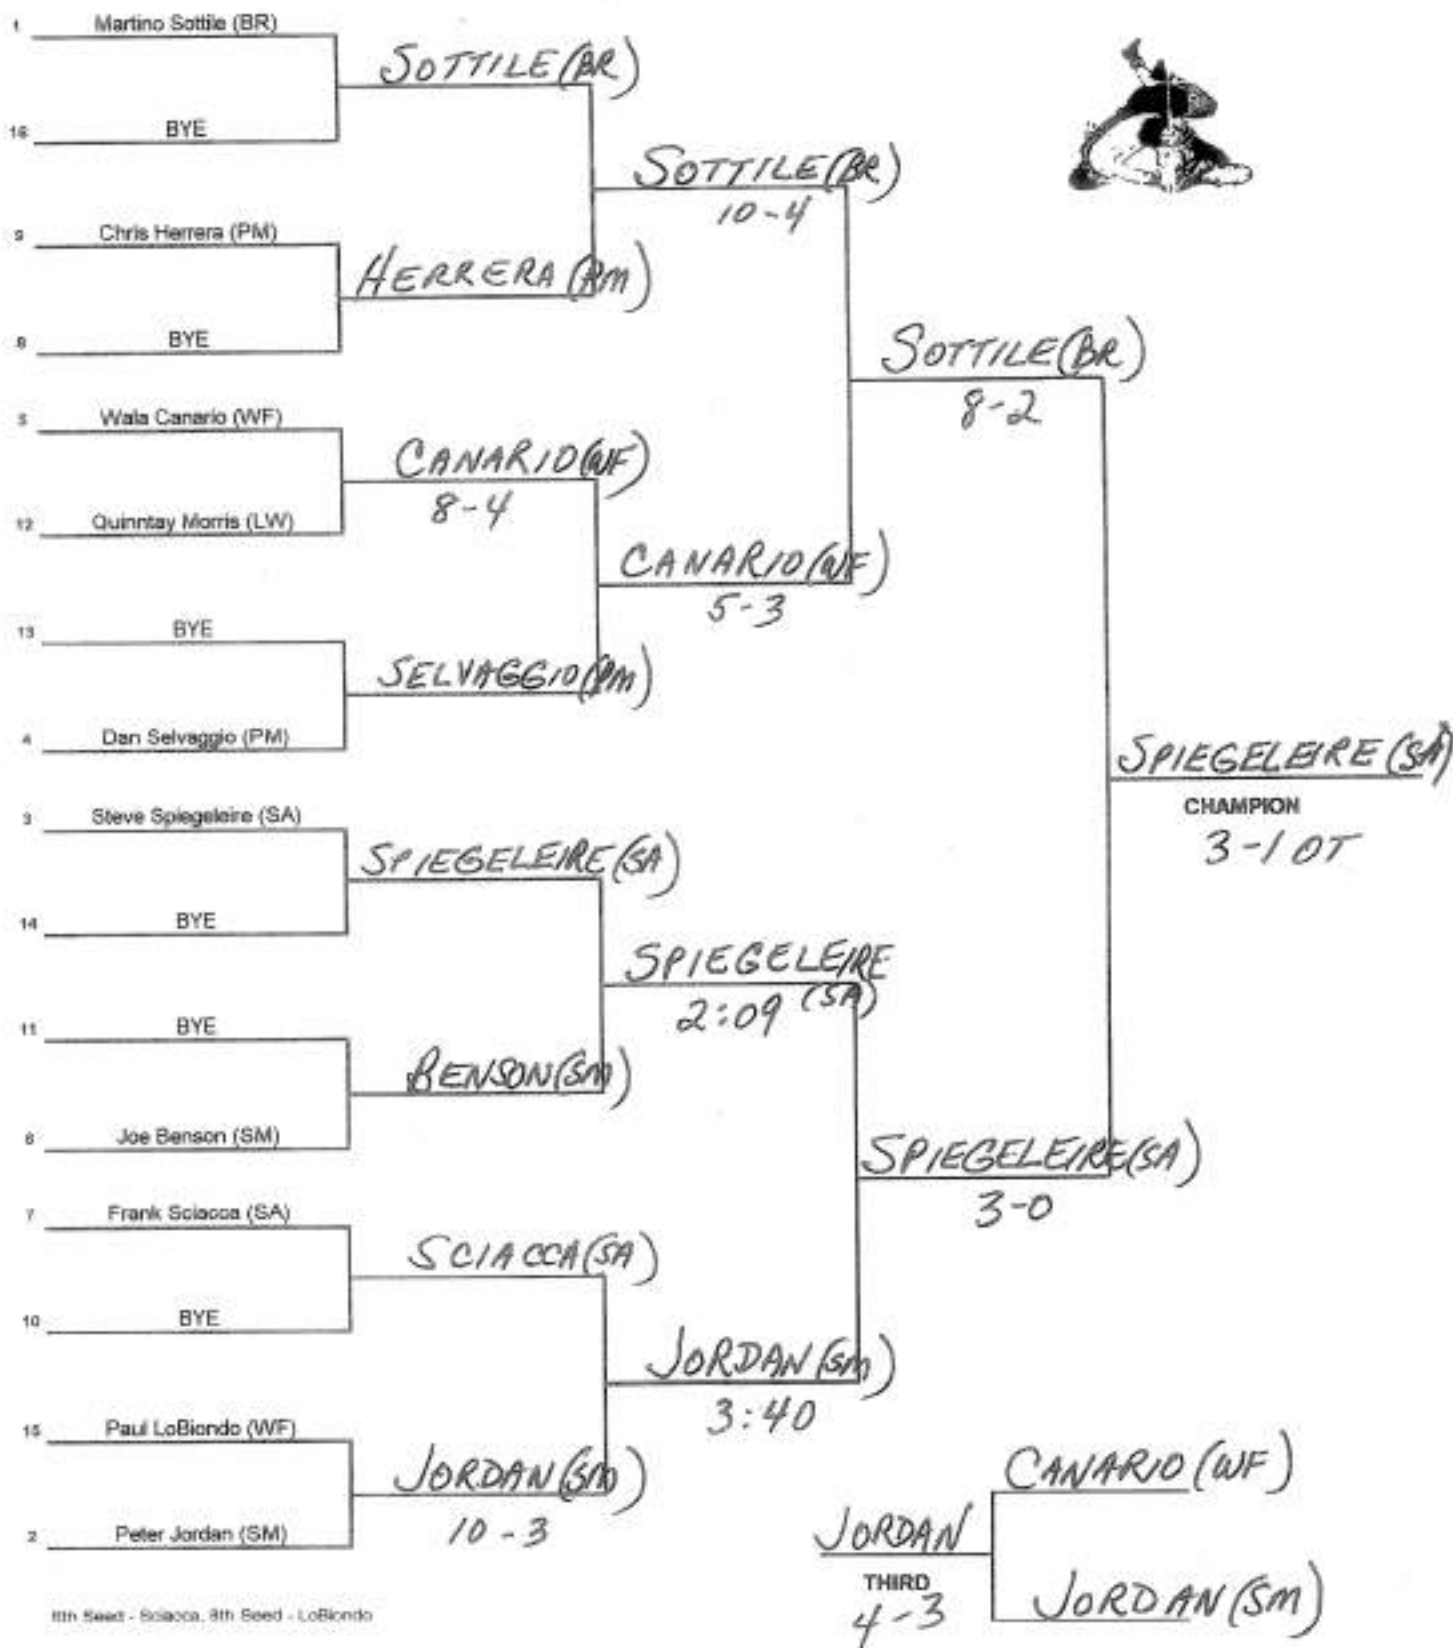 1 Martino Sottile (BR)
SOTTILE (BR)
16 BYE
SOTTILE (BR)
10-4
9 Chris Herrera (PM)
HERRERA (PM)
8 BYE
SOTTILE (BR)
8-2
5 Wala Canario (WF)
CANARIO (WF)
8-4
12 Quinntay Morris (LW)
CANARIO (WF)
5-3
13 BYE
SELVAGGIO (PM)
4 Dan Selvaggio (PM)
SPIEGELEIRE (SA)
CHAMPION
3-1 OT
3 Steve Spiegeleire (SA)
SPIEGELEIRE (SA)
14 BYE
SPIEGELEIRE
(SA)
2:09
11 BYE
BENSON (SM)
6 Joe Benson (SM)
SPIEGELEIRE (SA)
3-0
7 Frank Sciacca (SA)
SCIACCA (SA)
10 BYE
JORDAN (SM)
3:40
15 Paul LoBiondo (WF)
JORDAN (SM)
10-3
2 Peter Jordan (SM)
CANARIO (WF)
JORDAN
THIRD
4-3
JORDAN (SM)
Seed - Sciacca, 8th Seed - LoBiondo